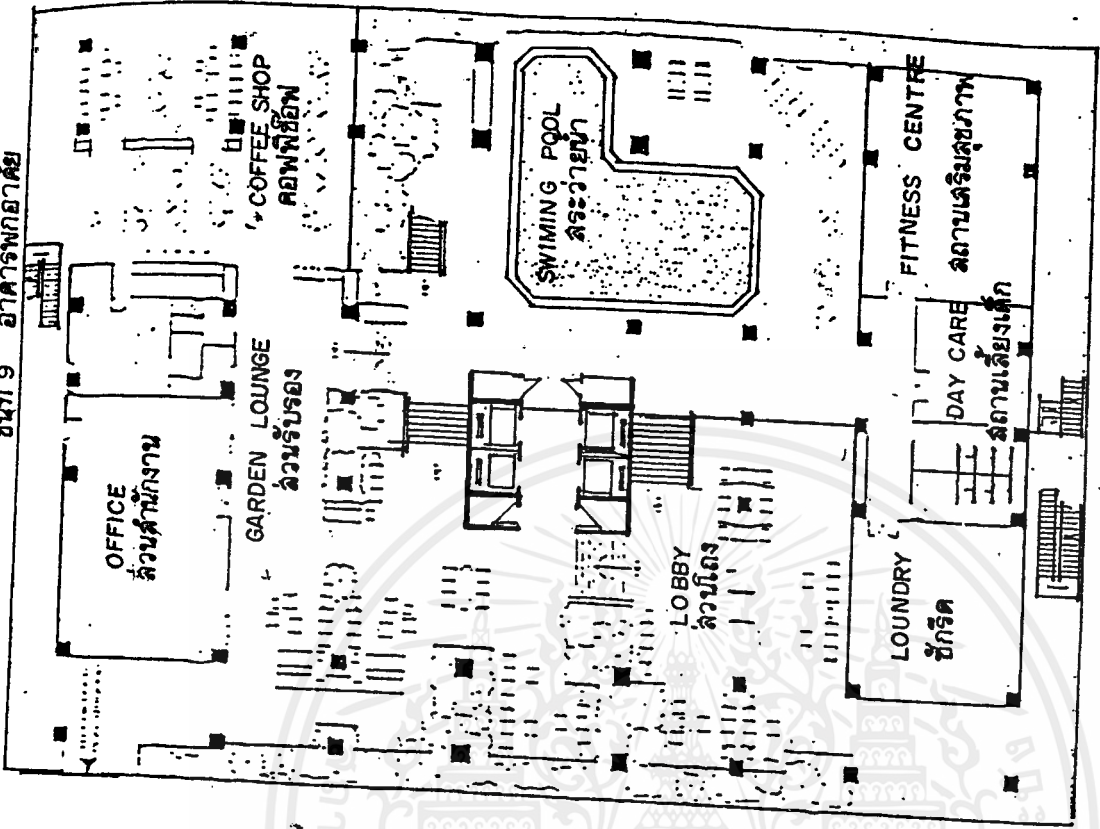 ชั้นที่ 9 อาคารพักอาศัย
OFFICE
ส่วนสำนักงาน
GARDEN LOUNGE
ส่วนรับรอง
COFFEE SHOP
คอฟฟี่ช็อพ
SWIMING POOL
สระว่ายน้ำ
LOBBY
ส่วนโถง
LOUNDRY
ซักรีด
DAY CARE
สถานเลี้ยงเด็ก
FITNESS CENTRE
สถานเสริมสุขภาพ